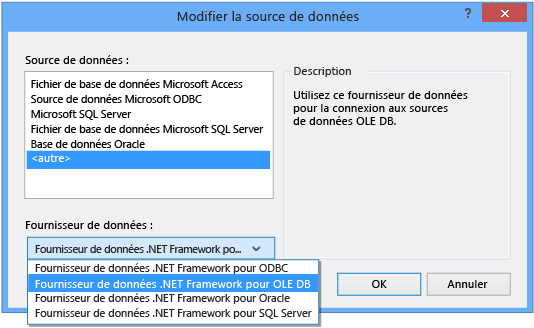 Modifier la source de données
?
Source de données :
Fichier de base de données Microsoft Access
Source de données Microsoft ODBC
Microsoft SQL Server
Fichier de base de données Microsoft SQL Server
Base de données Oracle
<autre>
Description
Utilisez ce fournisseur de données
pour la connexion aux sources
de données OLE DB.
Fournisseur de données :
Fournisseur de données .NET Framework po...
Fournisseur de données .NET Framework pour ODBC
Fournisseur de données .NET Framework pour OLE DB
Fournisseur de données .NET Framework pour Oracle
Fournisseur de données .NET Framework pour SQL Server
OK
Annuler